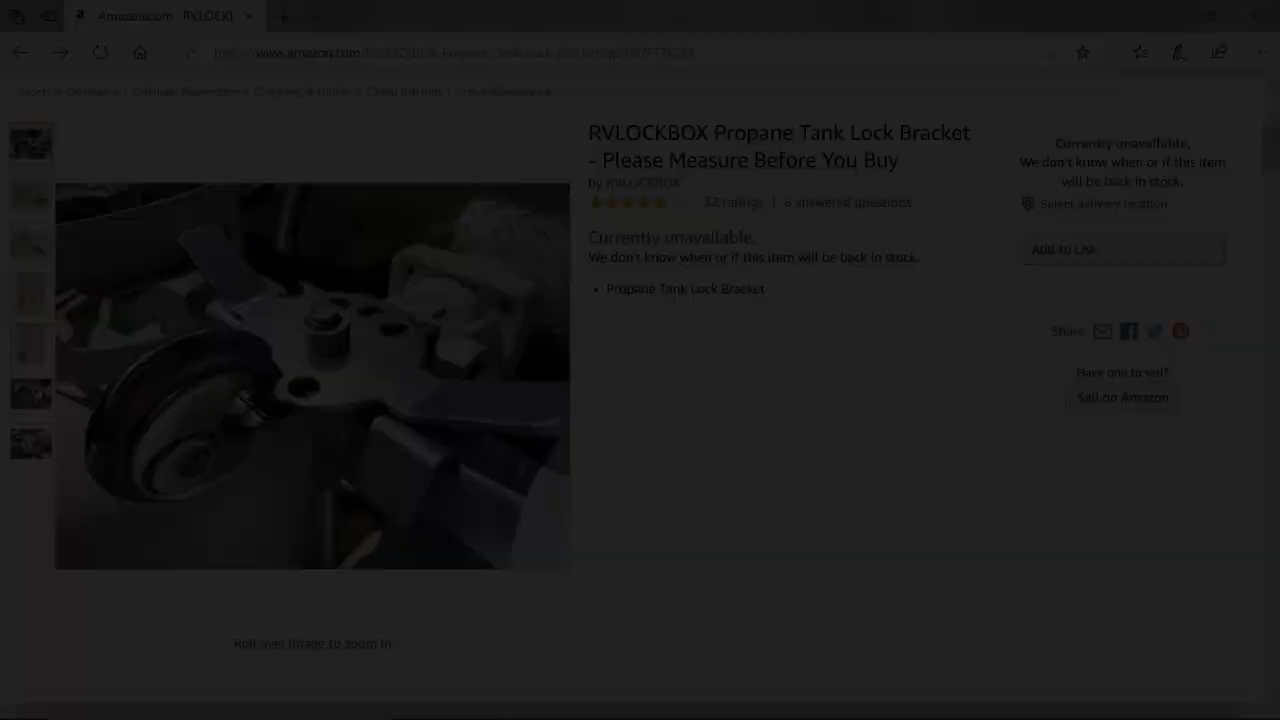 Amazon.com RVLOCKI
www.amazon.com
RVLOCKBOX Propane Tank Lock Bracket
- Please Measure Before You Buy
by RVLOCKBOX
32 ratings | 6 answered questions
Currently unavailable.
We don't know when or if this item will be back in stock.
• Propane Tank Lock Bracket
Roll over image to zoom in
Currently unavailable.
We don't know when or if this item
will be back in stock.
Select delivery location
Add to List
Share
Have one to sell?
Sell on Amazon